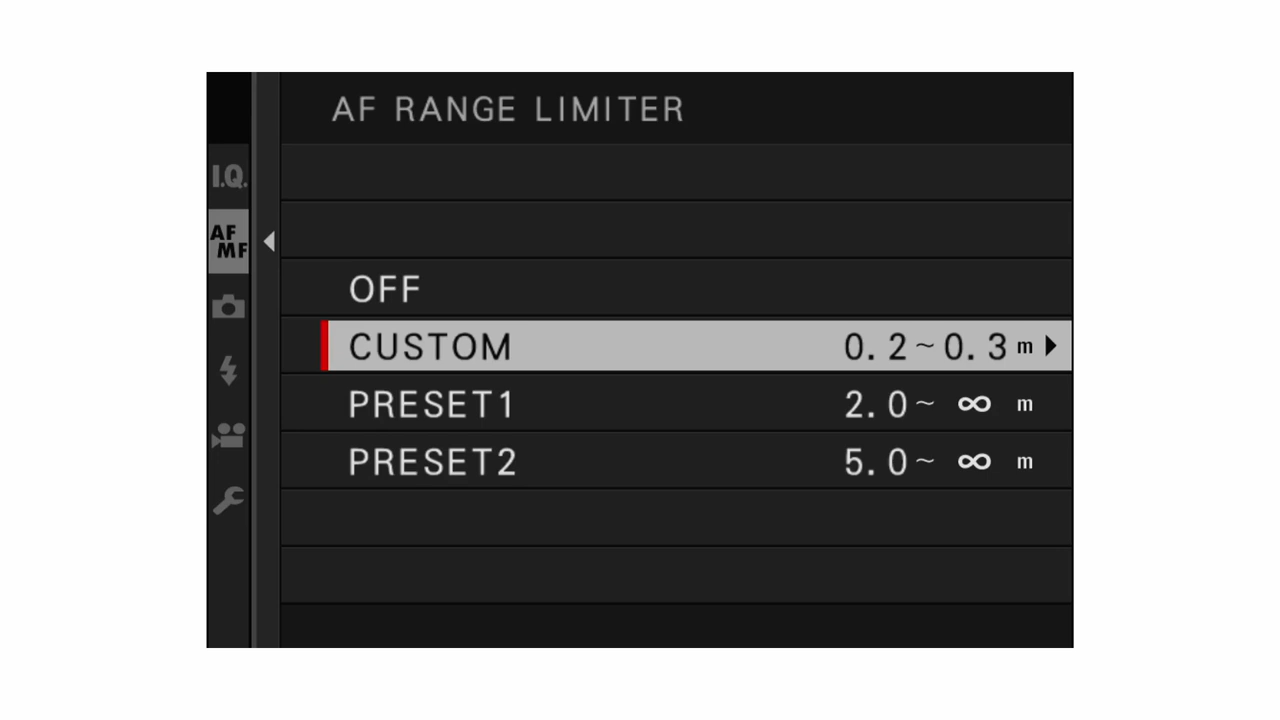 AF RANGE LIMITER
I.Q.
AF
MF
OFF
CUSTOM 0.2~0.3 m
PRESET1 2.0~ ∞ m
PRESET2 5.0~ ∞ m